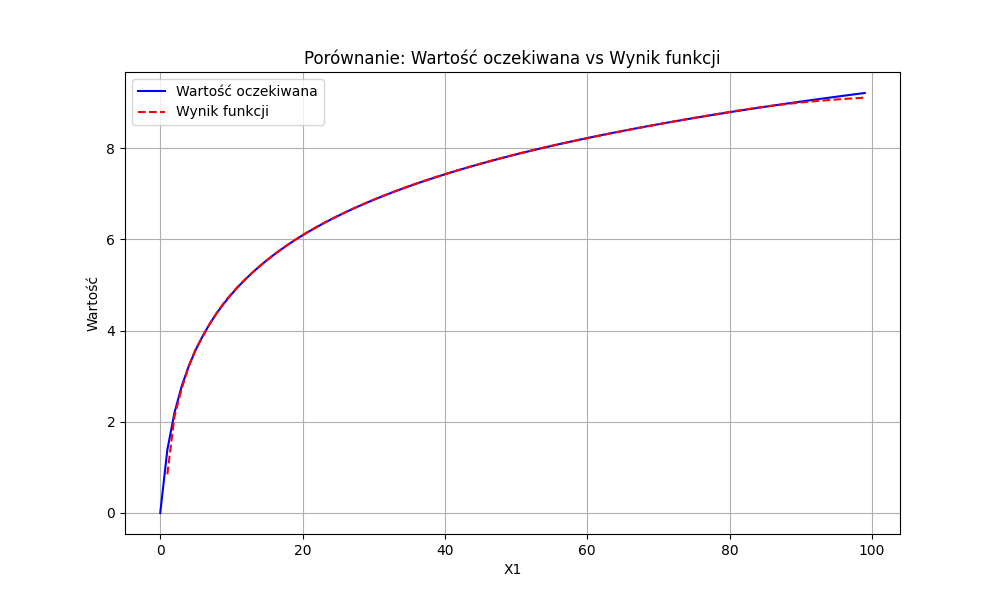 Porównanie: Wartość oczekiwana vs Wynik funkcji
Wartość oczekiwana
Wynik funkcji
Wartość
8
6
4
2
0
0 20 40 60 80 100
X1